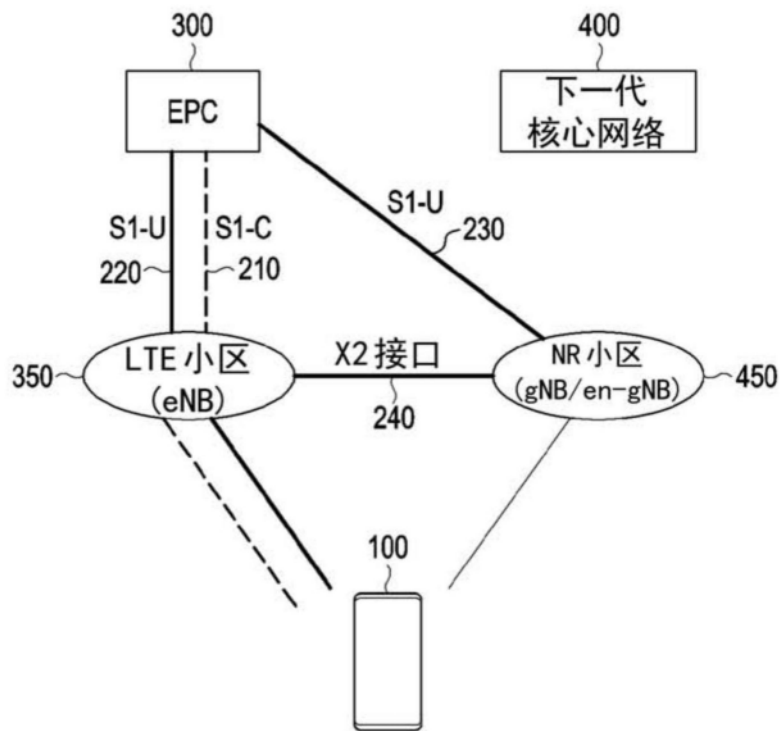 300
400
EPC
下一代
核心网络
S1-U
S1-C
S1-U
230
220
210
350
LTE 小区
(eNB)
X2 接口
240
NR 小区
(gNB/en-gNB)
450
100